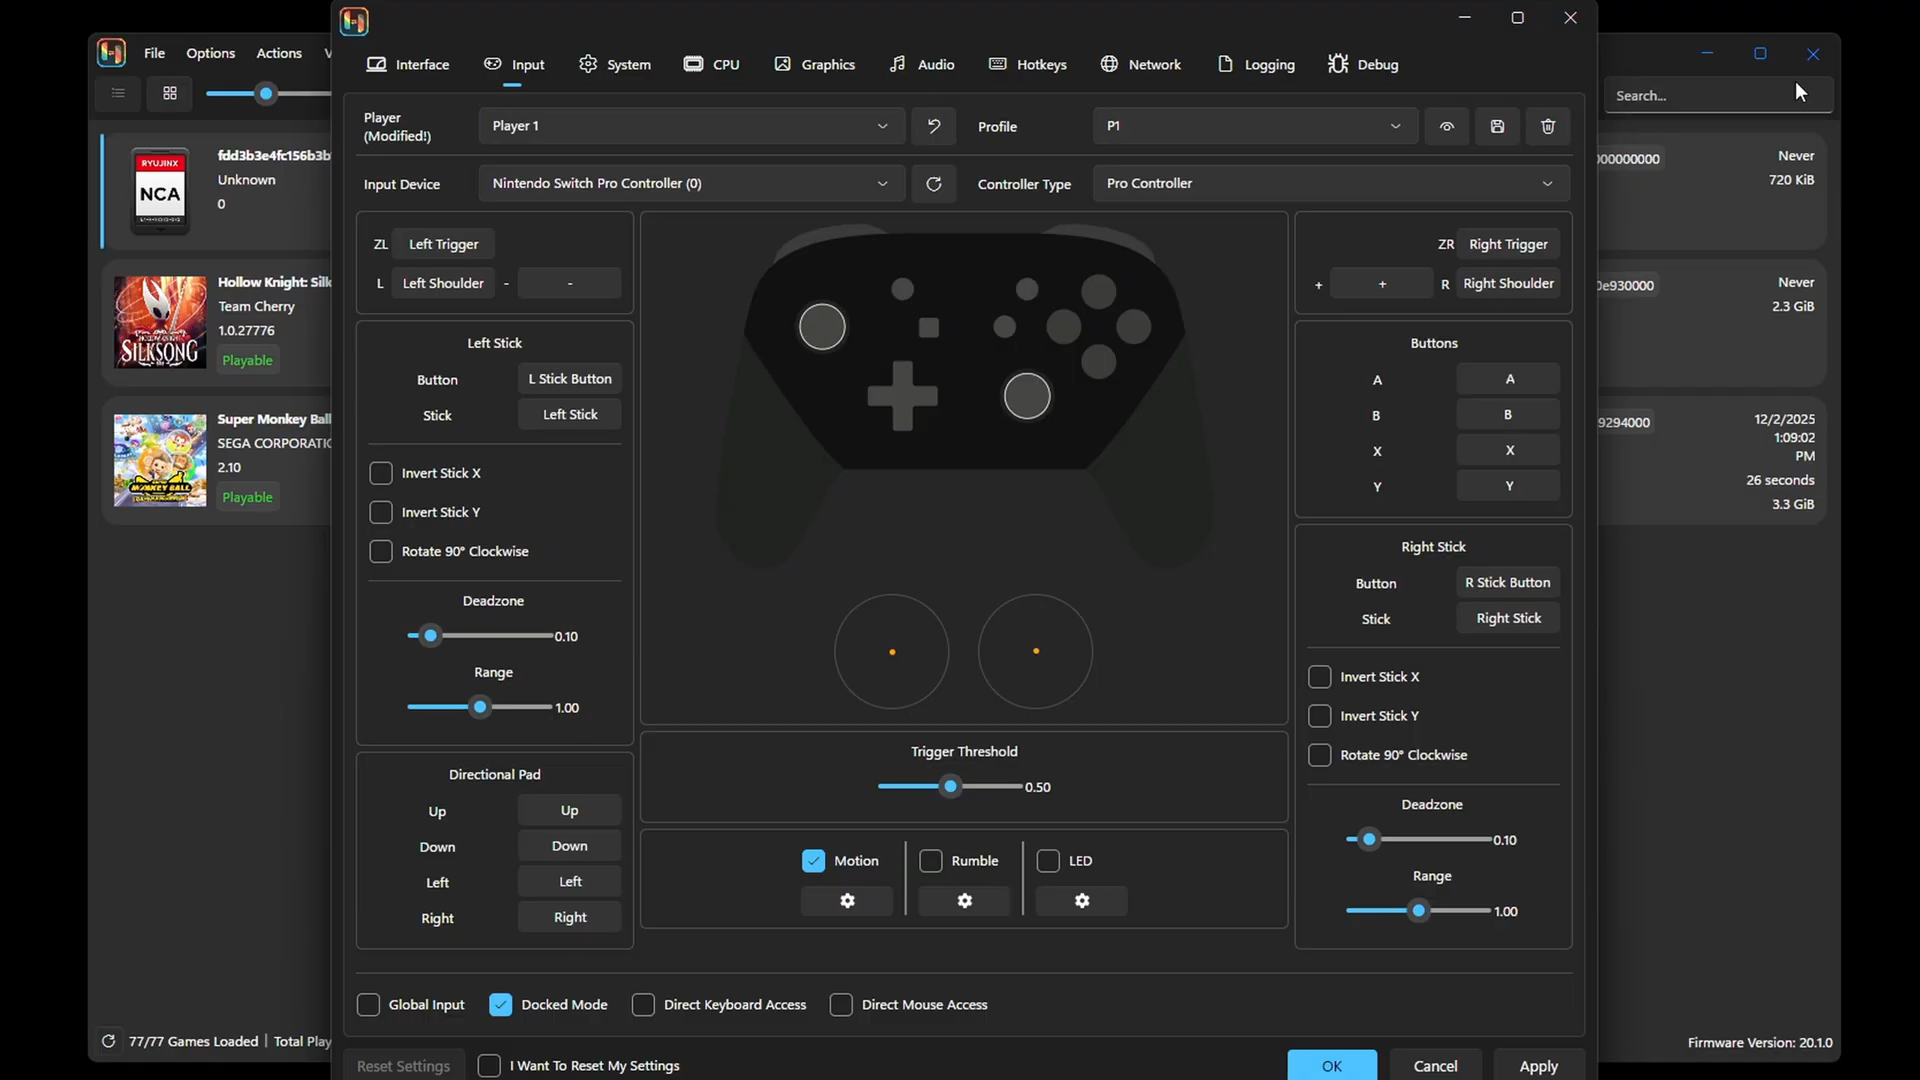 File Options Actions V
Interface Input System CPU Graphics Audio Hotkeys Network Logging Debug
Search...
Player (Modified!)
Player 1
Profile
P1
Input Device
Nintendo Switch Pro Controller (0)
Controller Type
Pro Controller
RYUJINX
NCA
fdd3b3e4fc156b3b
Unknown
0
000000000
Never
720 KiB
HOLLOW KNIGHT
SILKSONG
Hollow Knight: Silk
Team Cherry
1.0.27776
Playable
0e930000
Never
2.3 GiB
MONKEY BALL
Super Monkey Ball
SEGA CORPORATIO
2.10
Playable
9294000
12/2/2025
1:09:02
PM
26 seconds
3.3 GiB
ZL Left Trigger
L Left Shoulder - -
ZR Right Trigger
+ + R Right Shoulder
Left Stick
Button L Stick Button
Stick Left Stick
Invert Stick X
Invert Stick Y
Rotate 90° Clockwise
Deadzone
0.10
Range
1.00
Directional Pad
Up Up
Down Down
Left Left
Right Right
Trigger Threshold
0.50
Motion Rumble LED
Buttons
A A
B B
X X
Y Y
Right Stick
Button R Stick Button
Stick Right Stick
Invert Stick X
Invert Stick Y
Rotate 90° Clockwise
Deadzone
0.10
Range
1.00
Global Input Docked Mode Direct Keyboard Access Direct Mouse Access
77/77 Games Loaded | Total Play
Firmware Version: 20.1.0
Reset Settings I Want To Reset My Settings
OK Cancel Apply